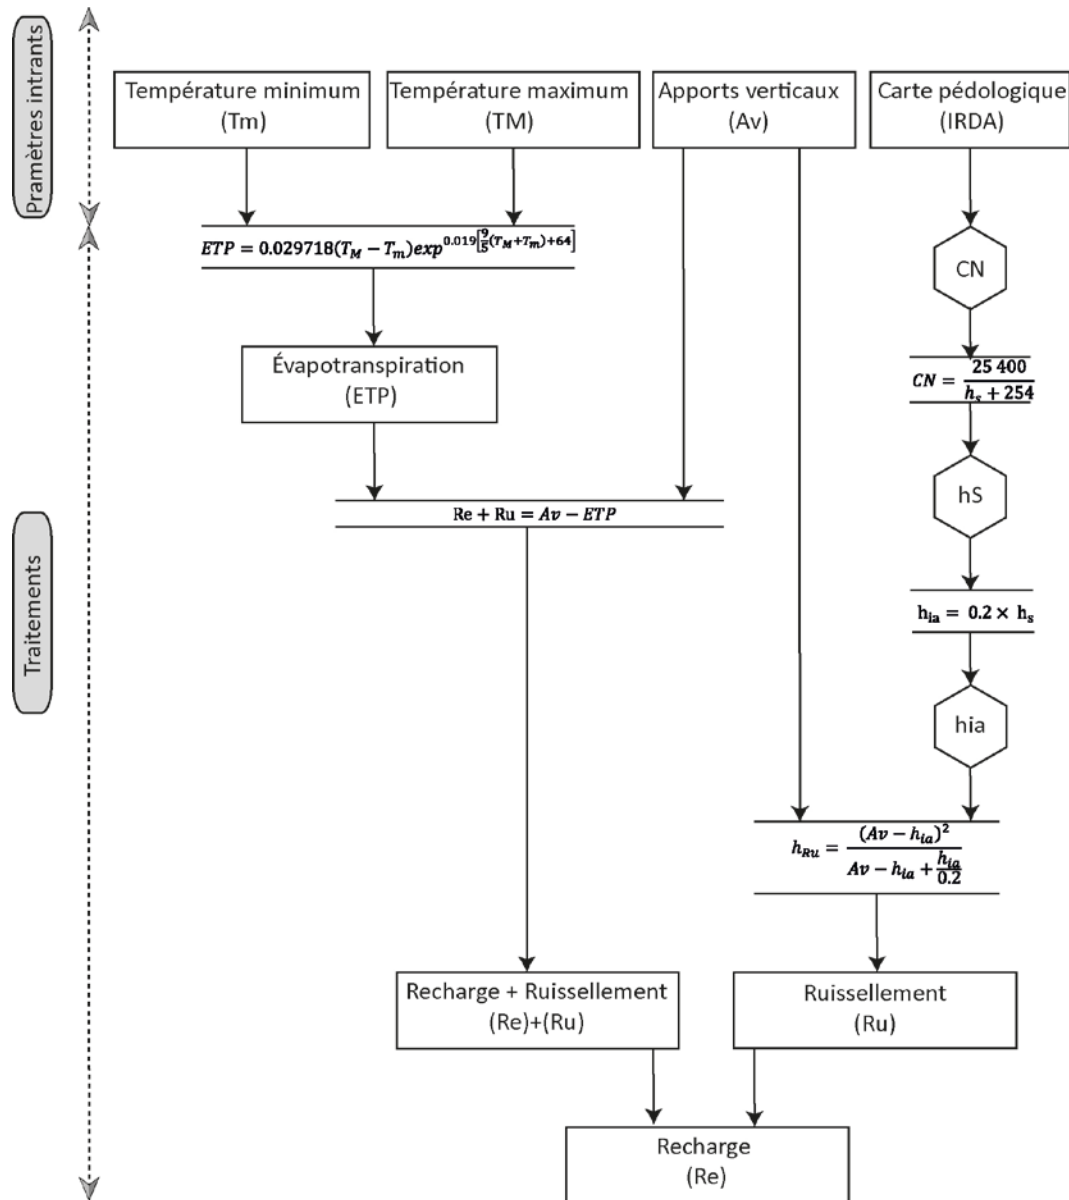 Pramètres intrants
Température minimum
(Tm)
Température maximum
(TM)
Apports verticaux
(Av)
Carte pédologique
(IRDA)
ETP = 0.029718(T_M − T_m)exp^{0.019[9/5(T_M+T_m)+64]}
CN
Évapotranspiration
(ETP)
CN = 25 400 / (h_s + 254)
hS
Re + Ru = Av − ETP
Traitements
h_ia = 0.2 × h_s
hia
h_Ru = (Av − h_ia)^2 / (Av − h_ia + h_ia/0.2)
Recharge + Ruissellement
(Re)+(Ru)
Ruissellement
(Ru)
Recharge
(Re)